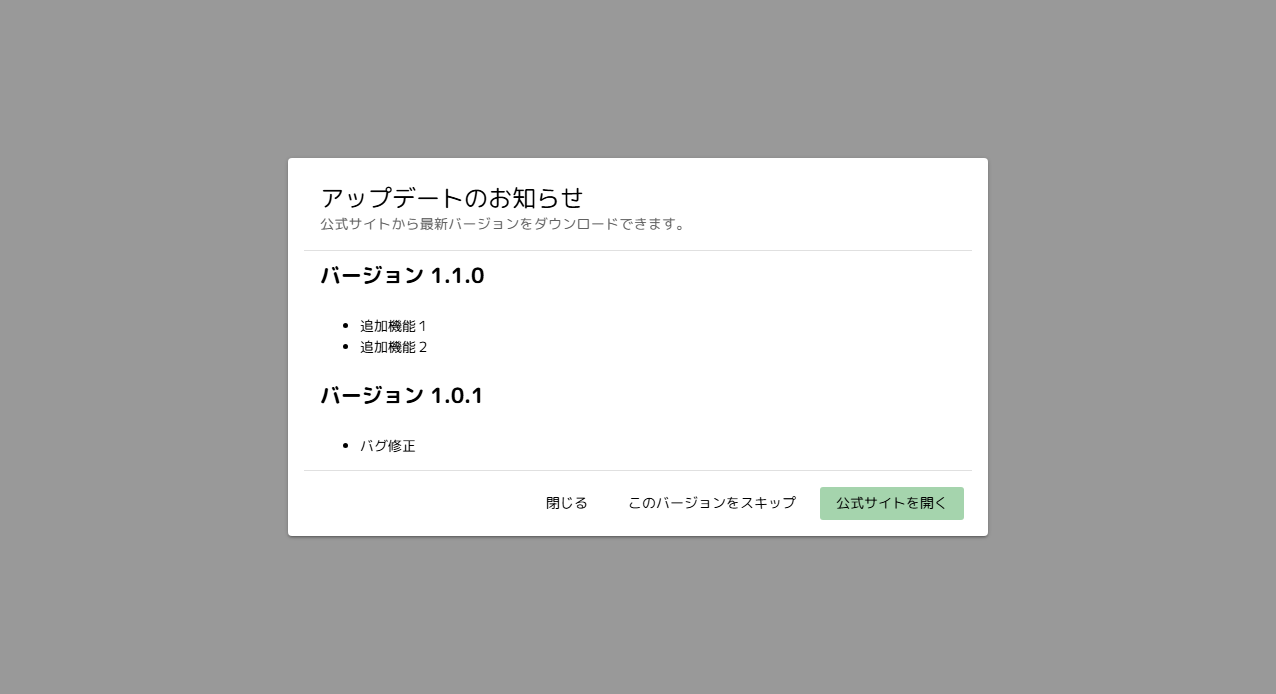 アップデートのお知らせ
公式サイトから最新バージョンをダウンロードできます。
バージョン 1.1.0
追加機能１
追加機能２
バージョン 1.0.1
バグ修正
閉じる このバージョンをスキップ 公式サイトを開く